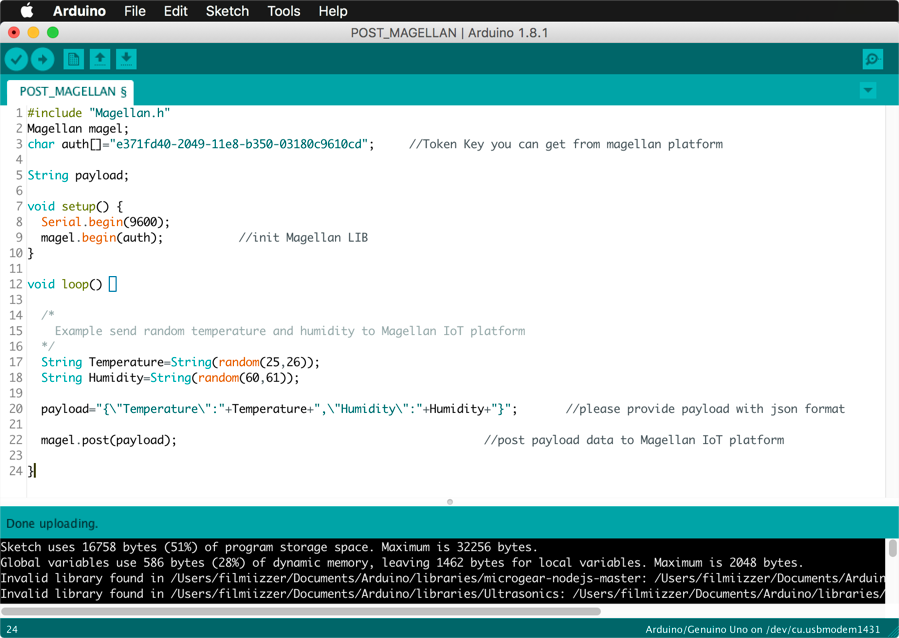 Arduino File Edit Sketch Tools Help
POST_MAGELLAN | Arduino 1.8.1
POST_MAGELLAN §
1 #include "Magellan.h"
2 Magellan magel;
3 char auth[]="e371fd40-2049-11e8-b350-03180c9610cd"; //Token Key you can get from magellan platform
4
5 String payload;
6
7 void setup() {
8 Serial.begin(9600);
9 magel.begin(auth); //init Magellan LIB
10 }
11
12 void loop() {
13
14 /*
15 Example send random temperature and humidity to Magellan IoT platform
16 */
17 String Temperature=String(random(25,26));
18 String Humidity=String(random(60,61));
19
20 payload="{\"Temperature\":"+Temperature+",\"Humidity\":"+Humidity+"}"; //please provide payload with json format
21
22 magel.post(payload); //post payload data to Magellan IoT platform
23
24 }
Done uploading.
Sketch uses 16758 bytes (51%) of program storage space. Maximum is 32256 bytes.
Global variables use 586 bytes (28%) of dynamic memory, leaving 1462 bytes for local variables. Maximum is 2048 bytes.
Invalid library found in /Users/filmiizzer/Documents/Arduino/libraries/microgear-nodejs-master: /Users/filmiizzer/Documents/Arduin
Invalid library found in /Users/filmiizzer/Documents/Arduino/libraries/Ultrasonics: /Users/filmiizzer/Documents/Arduino/libraries/
24 Arduino/Genuino Uno on /dev/cu.usbmodem1431